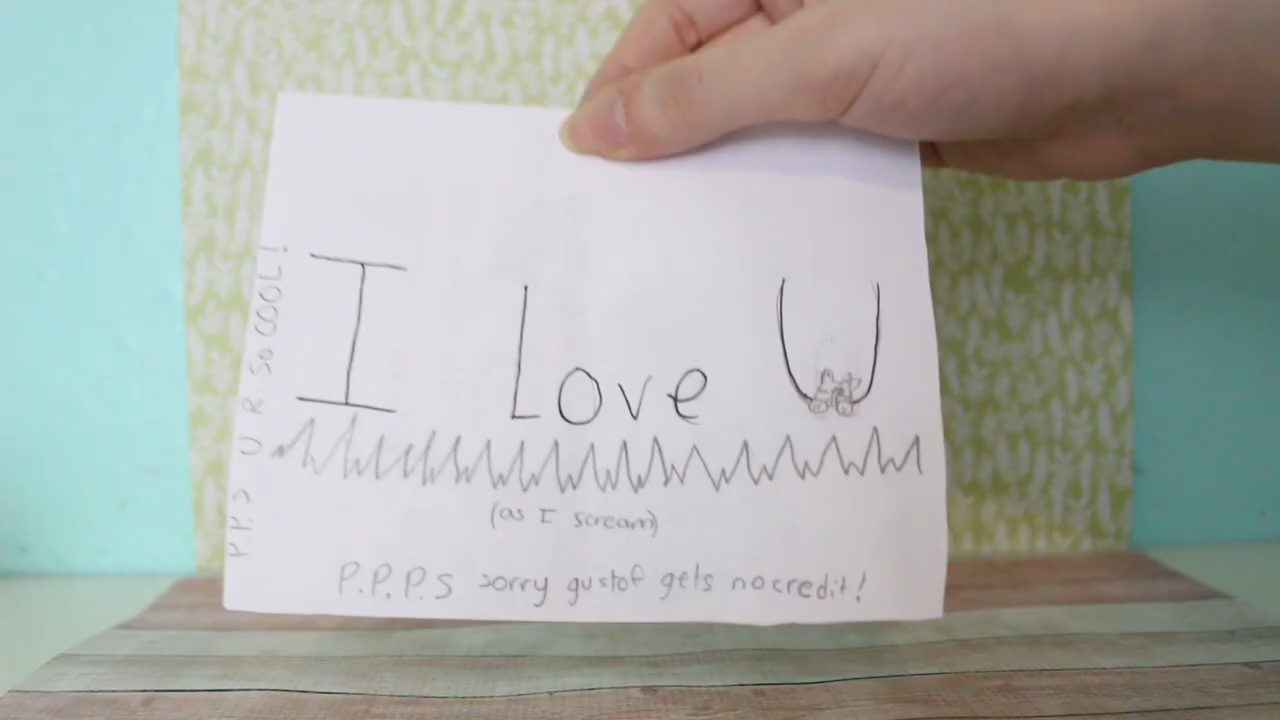 I Love U
(as I scream)
P.P.P.S sorry gustof gets no credit!
P.P.S U R So COOL!